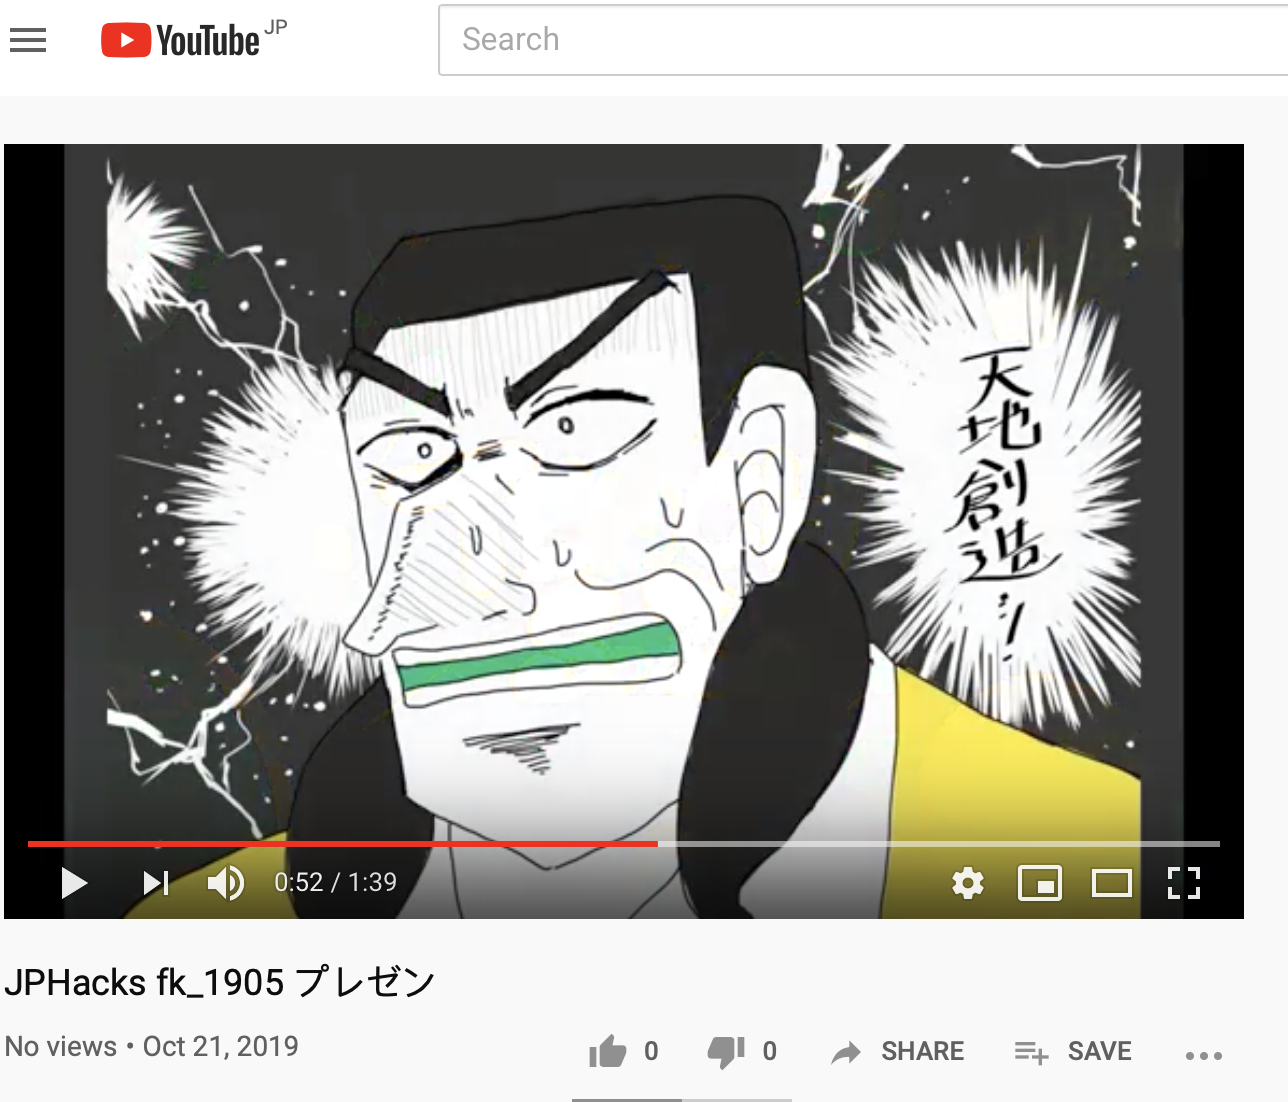 YouTube JP
Search
天地創造!!
0:52 / 1:39
JPHacks fk_1905 プレゼン
No views • Oct 21, 2019
0
0
SHARE
SAVE